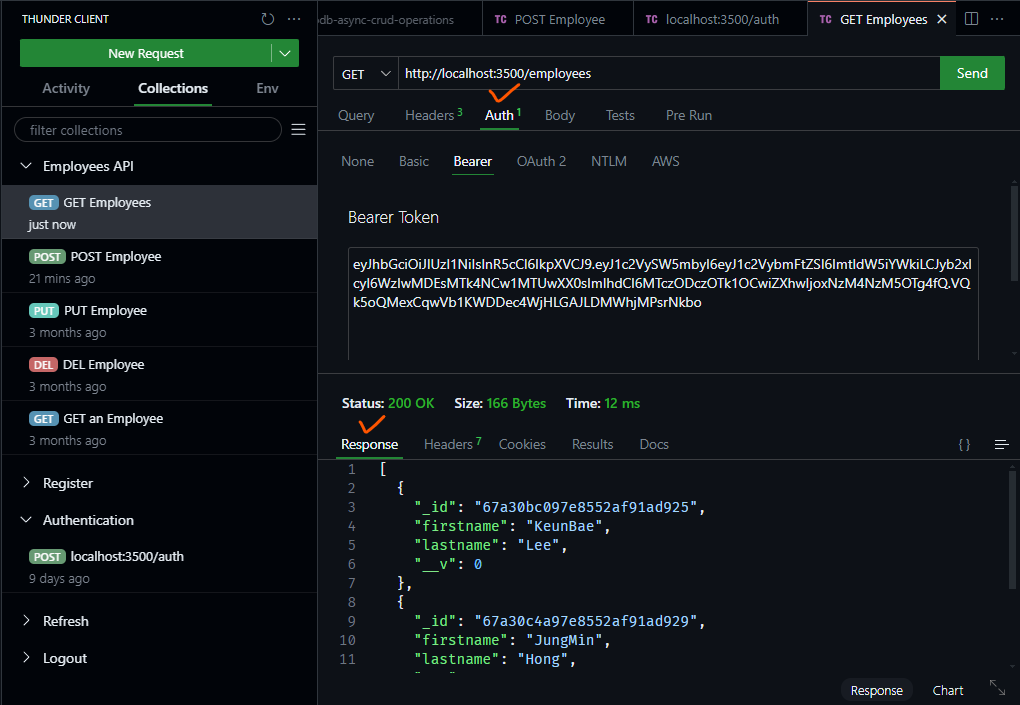 THUNDER CLIENT
New Request
Activity Collections Env
filter collections
Employees API
GET GET Employees
just now
POST POST Employee
21 mins ago
PUT PUT Employee
3 months ago
DEL DEL Employee
3 months ago
GET GET an Employee
3 months ago
Register
Authentication
POST localhost:3500/auth
9 days ago
Refresh
Logout
odb-async-crud-operations TC POST Employee TC localhost:3500/auth TC GET Employees
GET http://localhost:3500/employees Send
Query Headers 3 Auth 1 Body Tests Pre Run
None Basic Bearer OAuth 2 NTLM AWS
Bearer Token
Status: 200 OK Size: 166 Bytes Time: 12 ms
Response Headers 7 Cookies Results Docs { }
1 [
2 {
3 "_id": "67a30bc097e8552af91ad925",
4 "firstname": "KeunBae",
5 "lastname": "Lee",
6 "__v": 0
7 },
8 {
9 "_id": "67a30c4a97e8552af91ad929",
10 "firstname": "JungMin",
11 "lastname": "Hong",
Response Chart